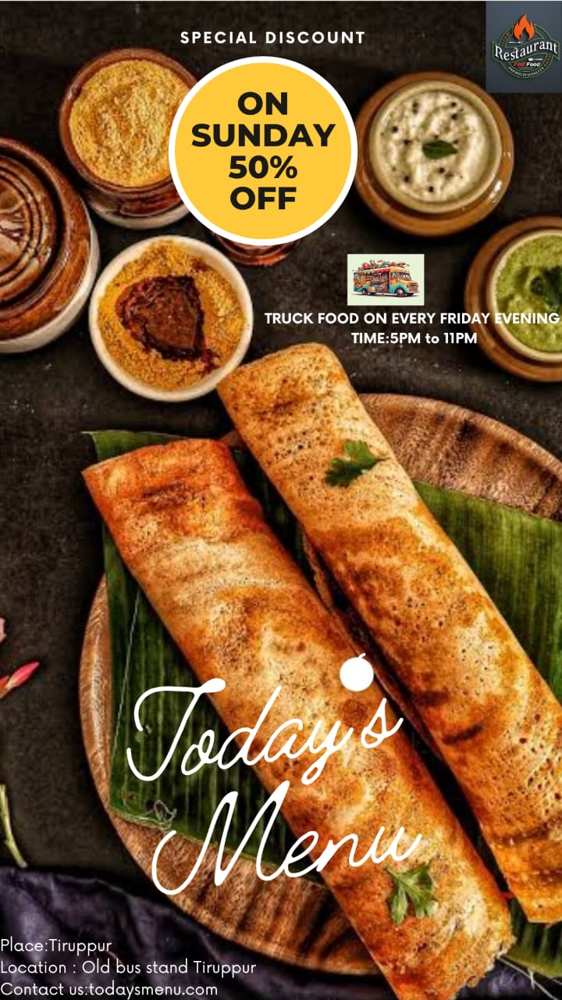 SPECIAL DISCOUNT
Restaurant
Fast Food
PREMIUM QUALITY
ON
SUNDAY
50%
OFF
TRUCK FOOD ON EVERY FRIDAY EVENING
TIME:5PM to 11PM
Today's
Menu
Place:Tiruppur
Location : Old bus stand Tiruppur
Contact us:todaysmenu.com